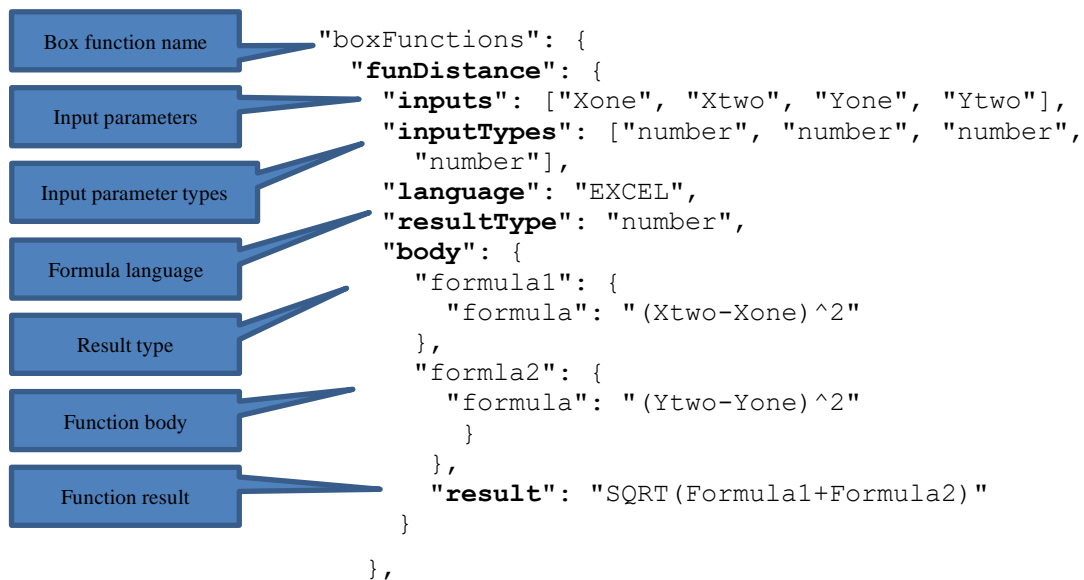 Box function name
Input parameters
Input parameter types
Formula language
Result type
Function body
Function result
"boxFunctions": {
"funDistance": {
"inputs": ["Xone", "Xtwo", "Yone", "Ytwo"],
"inputTypes": ["number", "number", "number",
"number"],
"language": "EXCEL",
"resultType": "number",
"body": {
"formula1": {
"formula": "(Xtwo-Xone)^2"
},
"formla2": {
"formula": "(Ytwo-Yone)^2"
}
},
"result": "SQRT(Formula1+Formula2)"
}
},